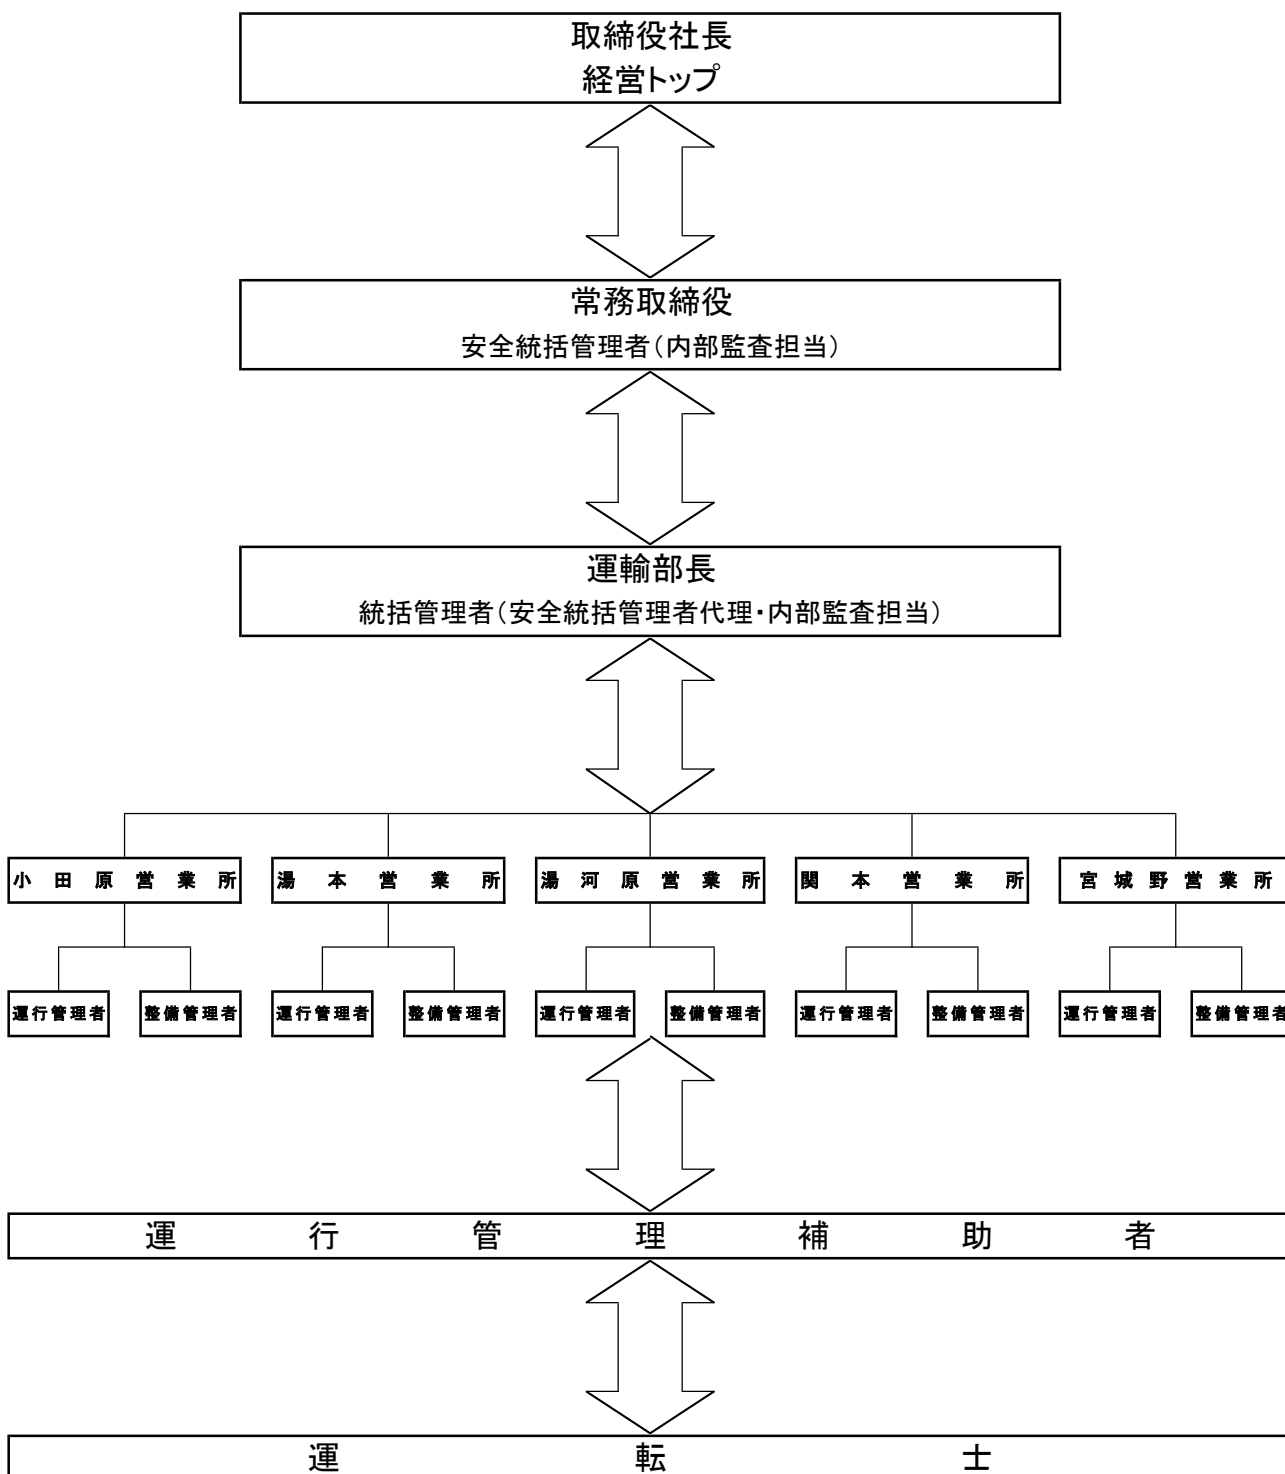 取締役社長
経営トップ
常務取締役
安全統括管理者（内部監査担当）
運輸部長
統括管理者（安全統括管理者代理・内部監査担当）
小田原営業所
湯本営業所
湯河原営業所
関本営業所
宮城野営業所
運行管理者
整備管理者
運行管理者
整備管理者
運行管理者
整備管理者
運行管理者
整備管理者
運行管理者
整備管理者
運行管理補助者
運転士